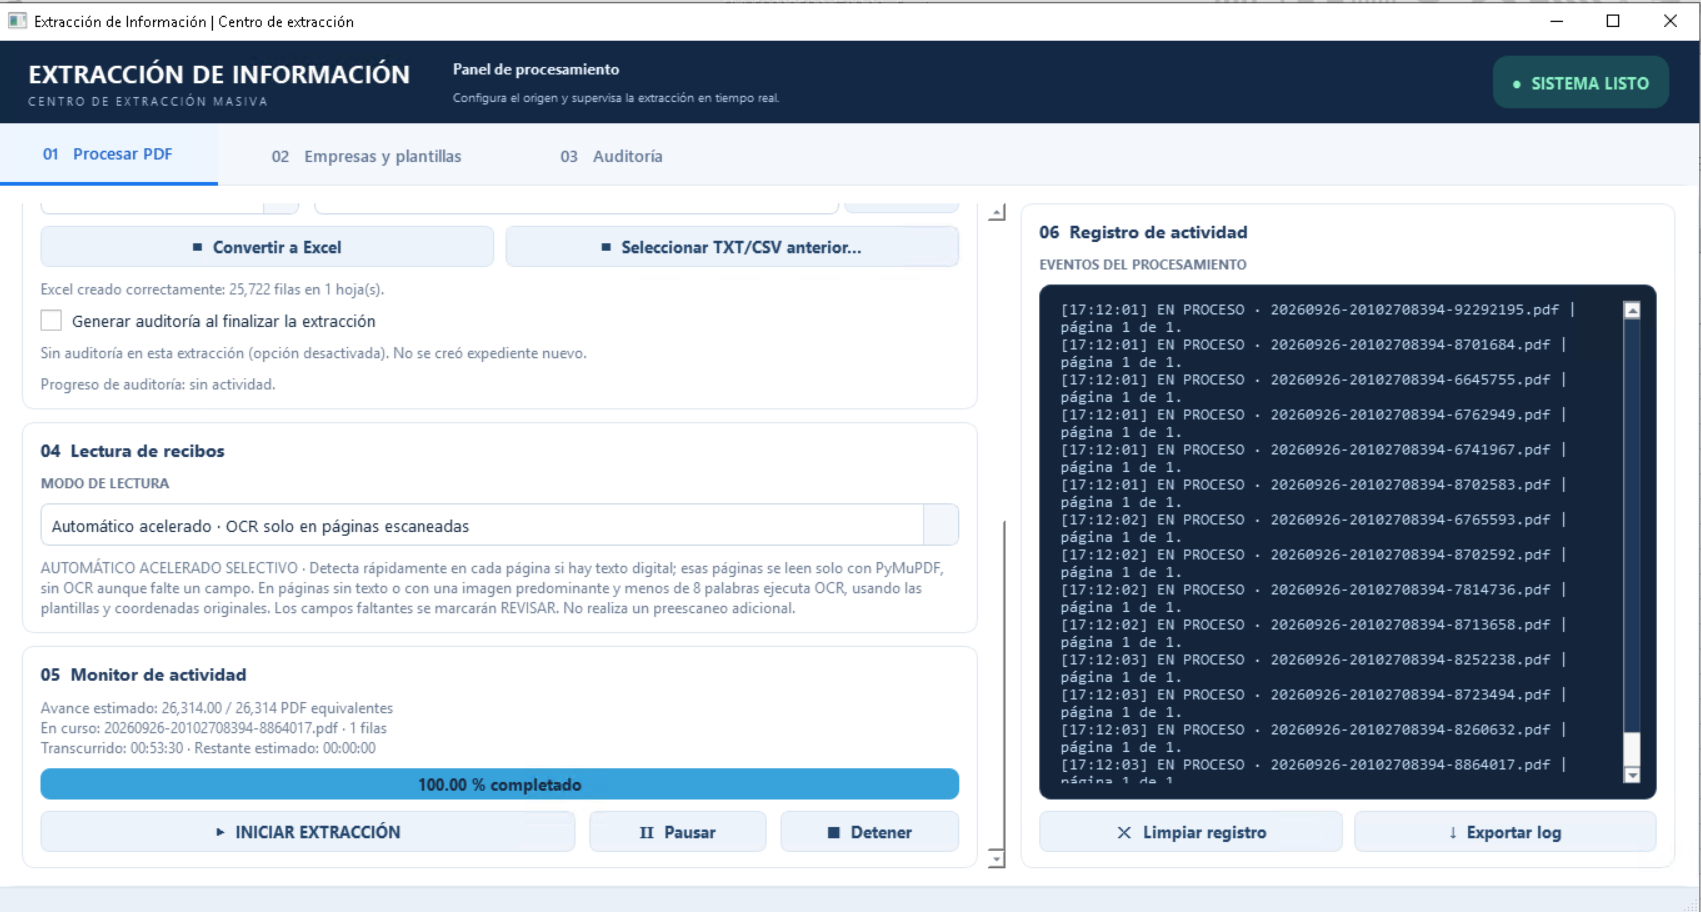 Extracción de Información | Centro de extracción
EXTRACCIÓN DE INFORMACIÓN
CENTRO DE EXTRACCIÓN MASIVA
Panel de procesamiento
Configura el origen y supervisa la extracción en tiempo real.
● SISTEMA LISTO
01 Procesar PDF
02 Empresas y plantillas
03 Auditoría
Convertir a Excel
Seleccionar TXT/CSV anterior...
Excel creado correctamente: 25,722 filas en 1 hoja(s).
Generar auditoría al finalizar la extracción
Sin auditoría en esta extracción (opción desactivada). No se creó expediente nuevo.
Progreso de auditoría: sin actividad.
04 Lectura de recibos
MODO DE LECTURA
Automático acelerado · OCR solo en páginas escaneadas
AUTOMÁTICO ACELERADO SELECTIVO · Detecta rápidamente en cada página si hay texto digital; esas páginas se leen solo con PyMuPDF,
sin OCR aunque falte un campo. En páginas sin texto o con una imagen predominante y menos de 8 palabras ejecuta OCR, usando las
plantillas y coordenadas originales. Los campos faltantes se marcarán REVISAR. No realiza un preescaneo adicional.
05 Monitor de actividad
Avance estimado: 26,314.00 / 26,314 PDF equivalentes
En curso: 20260926-20102708394-8864017.pdf · 1 filas
Transcurrido: 00:53:30 · Restante estimado: 00:00:00
100.00 % completado
INICIAR EXTRACCIÓN
Pausar
Detener
06 Registro de actividad
EVENTOS DEL PROCESAMIENTO
[17:12:01] EN PROCESO · 20260926-20102708394-92292195.pdf |
página 1 de 1.
[17:12:01] EN PROCESO · 20260926-20102708394-8701684.pdf |
página 1 de 1.
[17:12:01] EN PROCESO · 20260926-20102708394-6645755.pdf |
página 1 de 1.
[17:12:01] EN PROCESO · 20260926-20102708394-6762949.pdf |
página 1 de 1.
[17:12:01] EN PROCESO · 20260926-20102708394-6741967.pdf |
página 1 de 1.
[17:12:01] EN PROCESO · 20260926-20102708394-8702583.pdf |
página 1 de 1.
[17:12:02] EN PROCESO · 20260926-20102708394-6765593.pdf |
página 1 de 1.
[17:12:02] EN PROCESO · 20260926-20102708394-8702592.pdf |
página 1 de 1.
[17:12:02] EN PROCESO · 20260926-20102708394-7814736.pdf |
página 1 de 1.
[17:12:02] EN PROCESO · 20260926-20102708394-8713658.pdf |
página 1 de 1.
[17:12:03] EN PROCESO · 20260926-20102708394-8252238.pdf |
página 1 de 1.
[17:12:03] EN PROCESO · 20260926-20102708394-8723494.pdf |
página 1 de 1.
[17:12:03] EN PROCESO · 20260926-20102708394-8260632.pdf |
página 1 de 1.
[17:12:03] EN PROCESO · 20260926-20102708394-8864017.pdf |
página 1 de 1
Limpiar registro
Exportar log